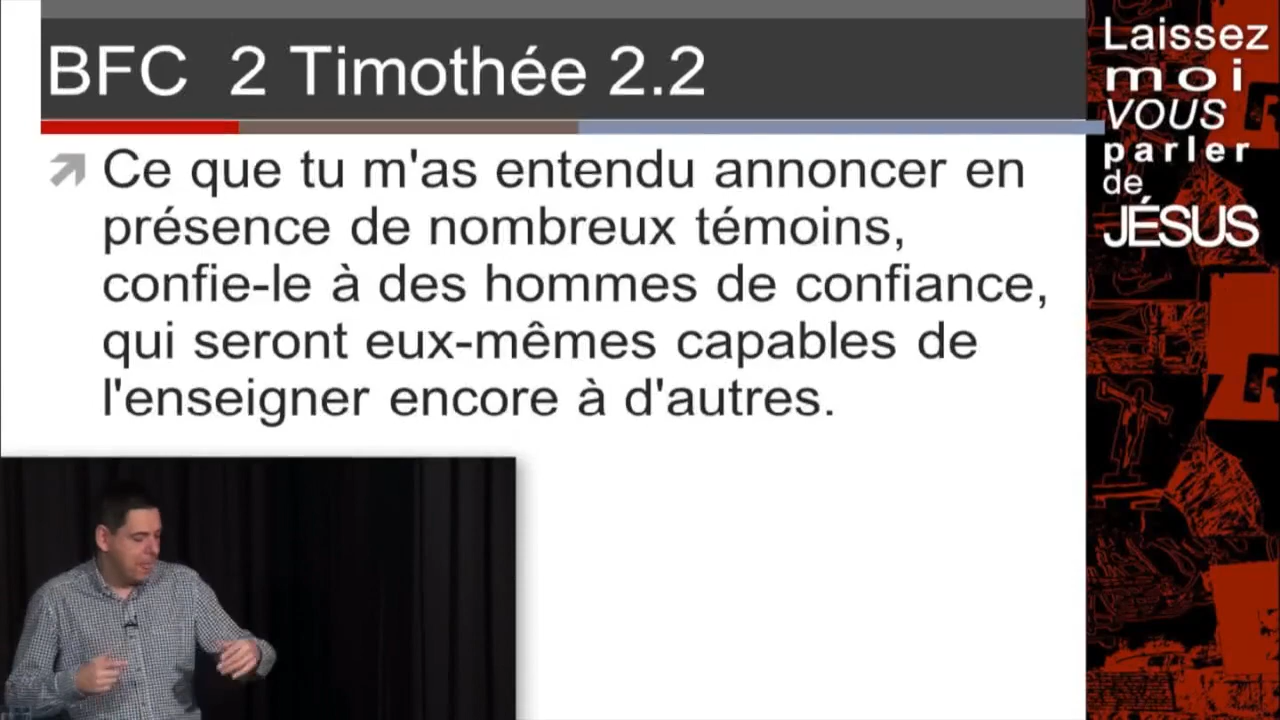 BFC 2 Timothée 2.2
Ce que tu m'as entendu annoncer en
présence de nombreux témoins,
confie-le à des hommes de confiance,
qui seront eux-mêmes capables de
l'enseigner encore à d'autres.
Laissez
moi
VOUS
parler
de
JÉSUS